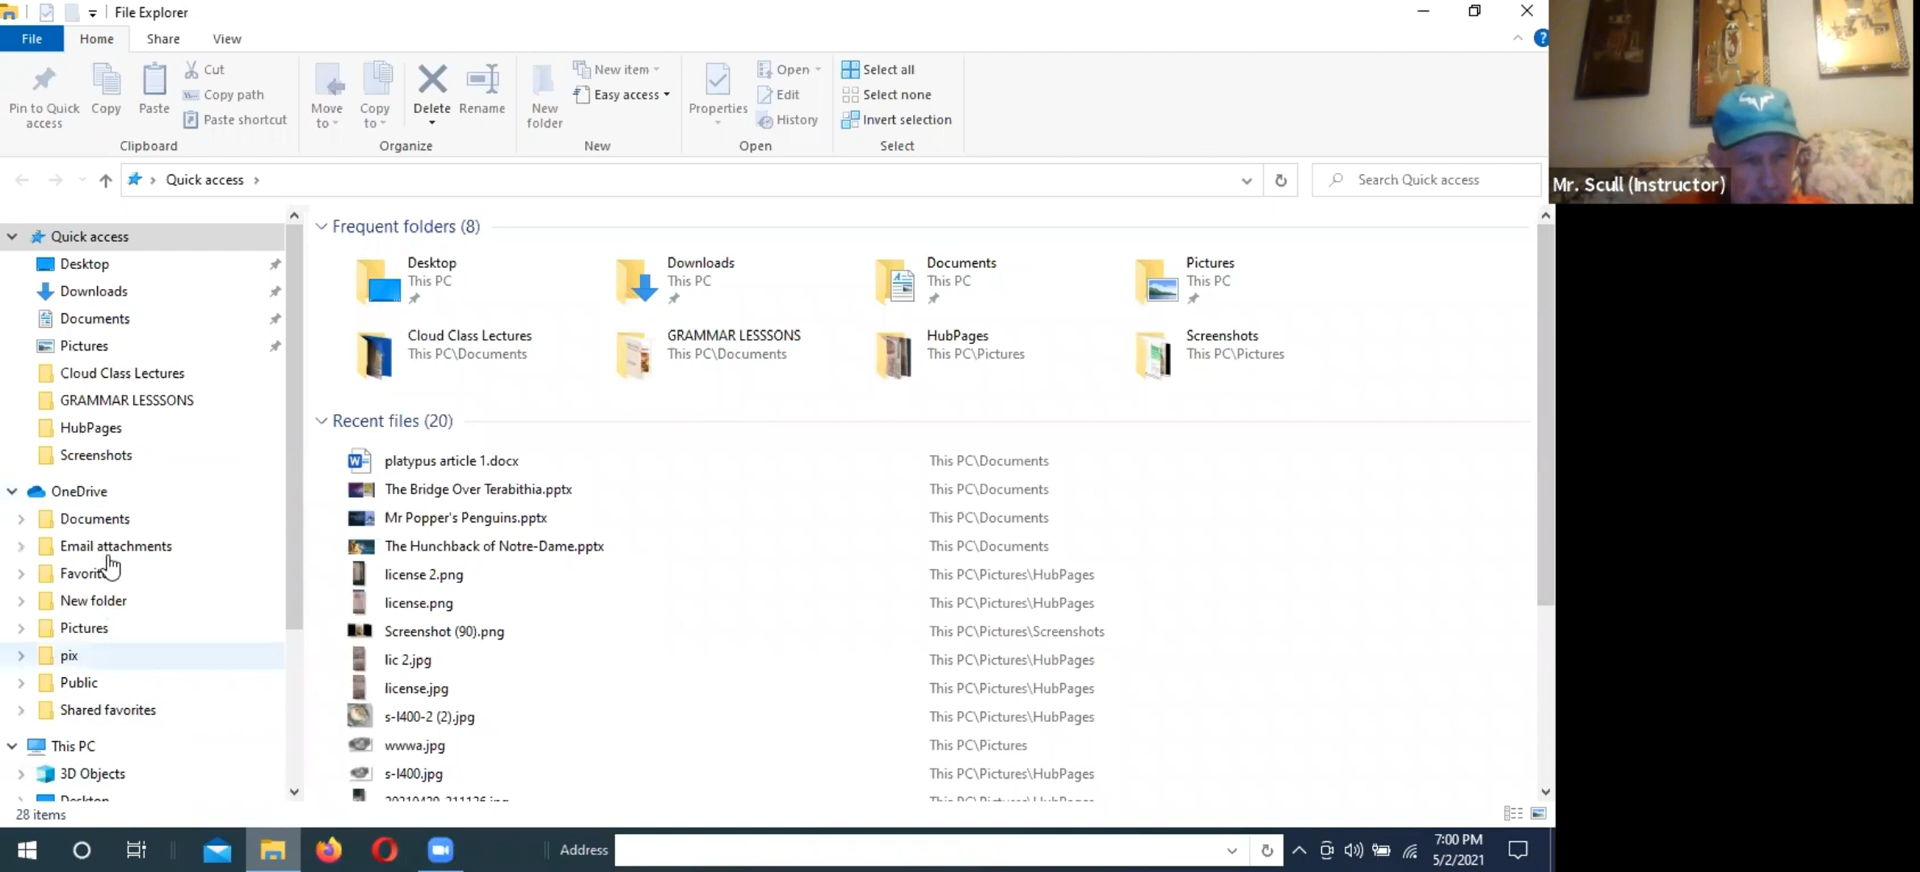 File Explorer
File Home Share View
Pin to Quick access
Copy
Paste
Cut
Copy path
Paste shortcut
Clipboard
Move to
Copy to
Delete
Rename
Organize
New folder
New item
Easy access
New
Properties
Open
Edit
History
Open
Select all
Select none
Invert selection
Select
Mr. Scull (Instructor)
Quick access
Search Quick access
Quick access
Desktop
Downloads
Documents
Pictures
Cloud Class Lectures
GRAMMAR LESSSONS
HubPages
Screenshots
OneDrive
Documents
Email attachments
New folder
Pictures
pix
Public
Shared favorites
This PC
3D Objects
28 items
Frequent folders (8)
Desktop
This PC
Downloads
This PC
Documents
This PC
Pictures
This PC
Cloud Class Lectures
This PC\Documents
GRAMMAR LESSSONS
This PC\Documents
HubPages
This PC\Pictures
Screenshots
This PC\Pictures
Recent files (20)
platypus article 1.docx This PC\Documents
The Bridge Over Terabithia.pptx This PC\Documents
Mr Popper's Penguins.pptx This PC\Documents
The Hunchback of Notre-Dame.pptx This PC\Documents
license 2.png This PC\Pictures\HubPages
license.png This PC\Pictures\HubPages
Screenshot (90).png This PC\Pictures\Screenshots
lic 2.jpg This PC\Pictures\HubPages
license.jpg This PC\Pictures\HubPages
s-l400-2 (2).jpg This PC\Pictures\HubPages
wwwa.jpg This PC\Pictures
s-l400.jpg This PC\Pictures\HubPages
Address
7:00 PM
5/2/2021